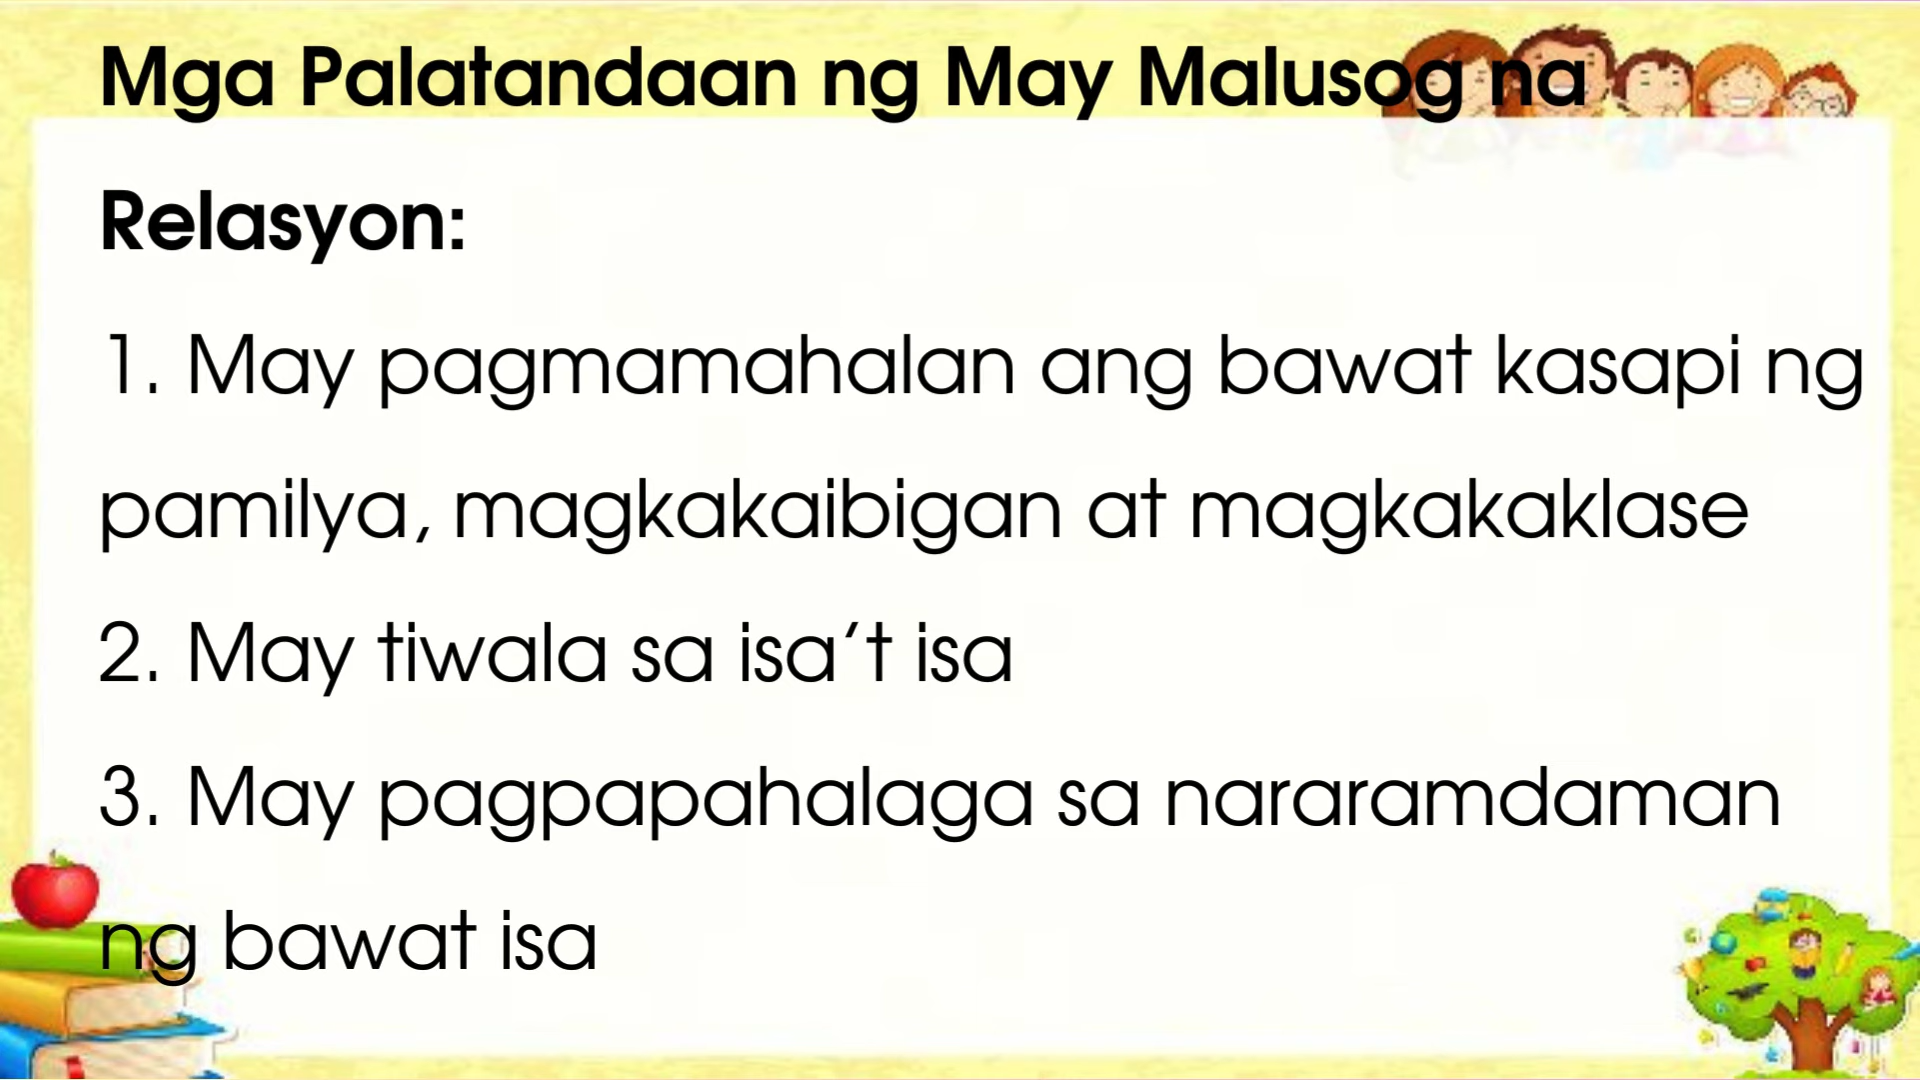 Mga Palatandaan ng May Malusog na
Relasyon:
1. May pagmamahalan ang bawat kasapi ng
pamilya, magkakaibigan at magkakaklase
2. May tiwala sa isa’t isa
3. May pagpapahalaga sa nararamdaman
ng bawat isa